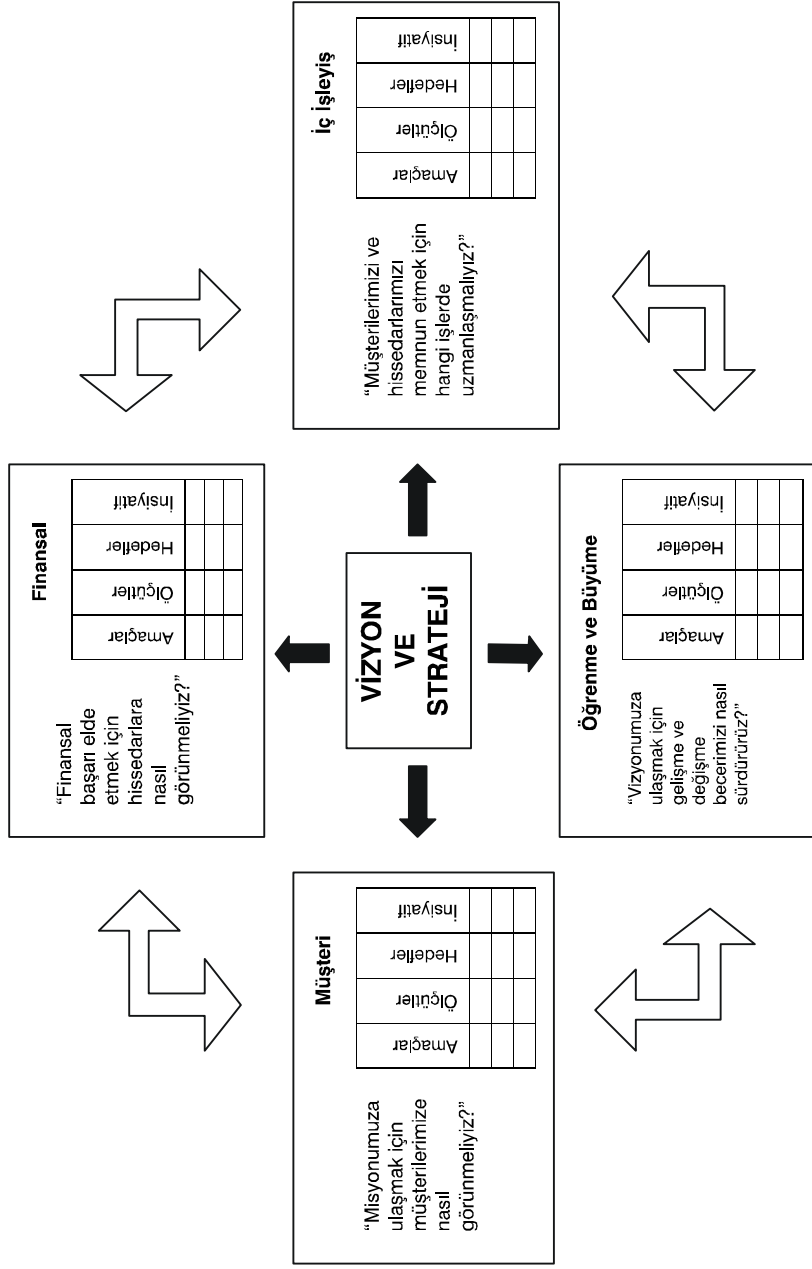 Finansal
“Finansal
başarı elde
etmek için
hissedarlara
nasıl
görünmeliyiz?”
Amaçlar
Ölçütler
Hedefler
İnsiyatif
Müşteri
“Misyonumuza
ulaşmak için
müşterilerimize
nasıl
görünmeliyiz?”
Amaçlar
Ölçütler
Hedefler
İnsiyatif
VİZYON
VE
STRATEJİ
İç İşleyiş
“Müşterilerimizi ve
hissedarlarımızı
memnun etmek için
hangi işlerde
uzmanlaşmalıyız?”
Amaçlar
Ölçütler
Hedefler
İnsiyatif
Öğrenme ve Büyüme
“Vizyonumuza
ulaşmak için
gelişme ve
değişme
becerimizi nasıl
sürdürürüz?”
Amaçlar
Ölçütler
Hedefler
İnsiyatif